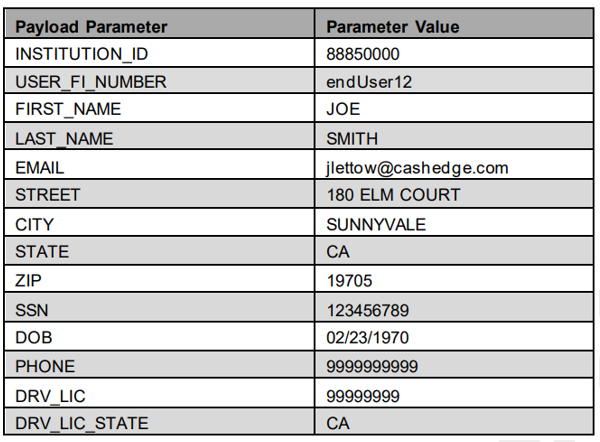 Payload Parameter Parameter Value
INSTITUTION_ID 88850000
USER_FI_NUMBER endUser12
FIRST_NAME JOE
LAST_NAME SMITH
EMAIL jlettow@cashedge.com
STREET 180 ELM COURT
CITY SUNNYVALE
STATE CA
ZIP 19705
SSN 123456789
DOB 02/23/1970
PHONE 9999999999
DRV_LIC 99999999
DRV_LIC_STATE CA